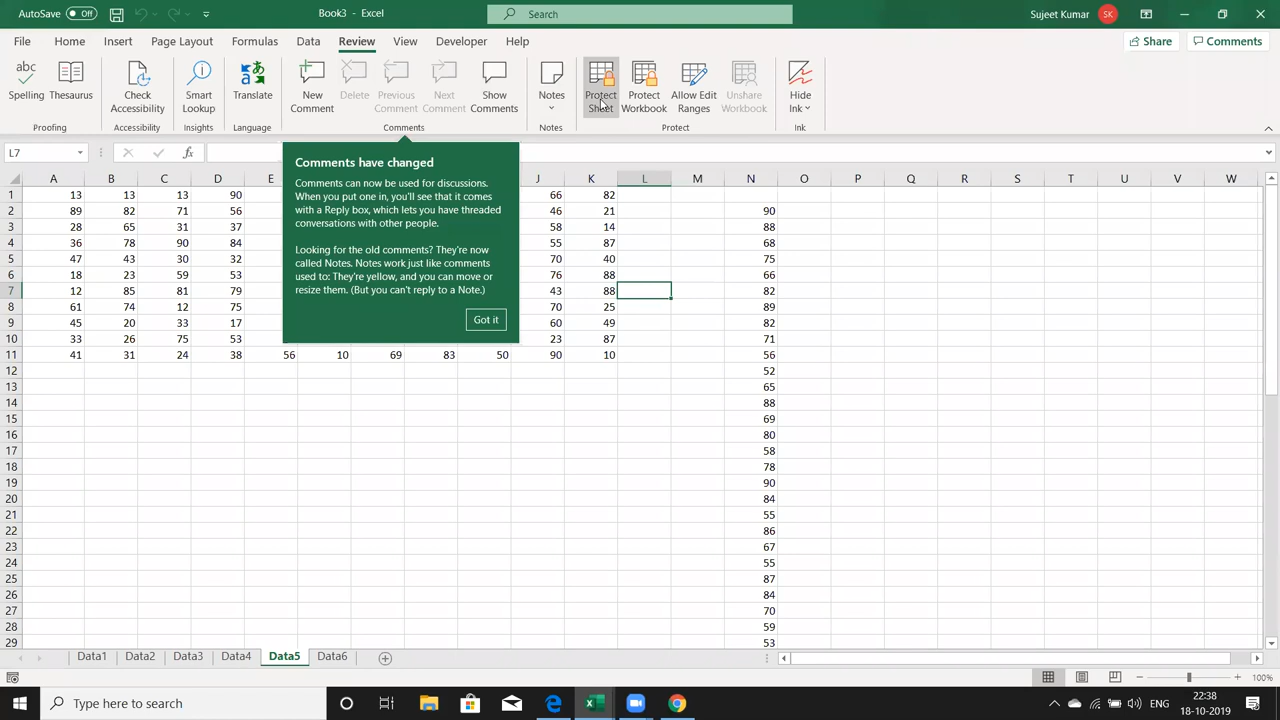 AutoSave Off Book3 - Excel Search Sujeet Kumar SK
File Home Insert Page Layout Formulas Data Review View Developer Help Share Comments
abc
Spelling Thesaurus Check Accessibility Smart Lookup Translate New Comment Delete Previous Comment Next Comment Show Comments Notes Protect Sheet Protect Workbook Allow Edit Ranges Unshare Workbook Hide Ink
Proofing Accessibility Insights Language Comments Notes Protect Ink
L7 fx
Comments have changed
Comments can now be used for discussions.
When you put one in, you'll see that it comes
with a Reply box, which lets you have threaded
conversations with other people.
Looking for the old comments? They're now
called Notes. Notes work just like comments
used to: They're yellow, and you can move or
resize them. (But you can't reply to a Note.)
Got it
A B C D E J K L M N O P Q R S T U V W
1 13 13 13 90 66 82
2 89 82 71 56 46 21 90
3 28 65 31 37 58 14 88
4 36 78 90 84 55 87 68
5 47 43 30 32 70 40 75
6 18 23 59 53 76 88 66
7 12 85 81 79 43 88 82
8 61 74 12 75 70 25 89
9 45 20 33 17 60 49 82
10 33 26 75 53 23 87 71
11 41 31 24 38 56 10 69 83 50 90 10 56
12 52
13 65
14 88
15 69
16 80
17 58
18 78
19 90
20 84
21 55
22 86
23 67
24 55
25 87
26 84
27 70
28 59
29 53
Data1 Data2 Data3 Data4 Data5 Data6
100%
Type here to search ENG 22:38
18-10-2019